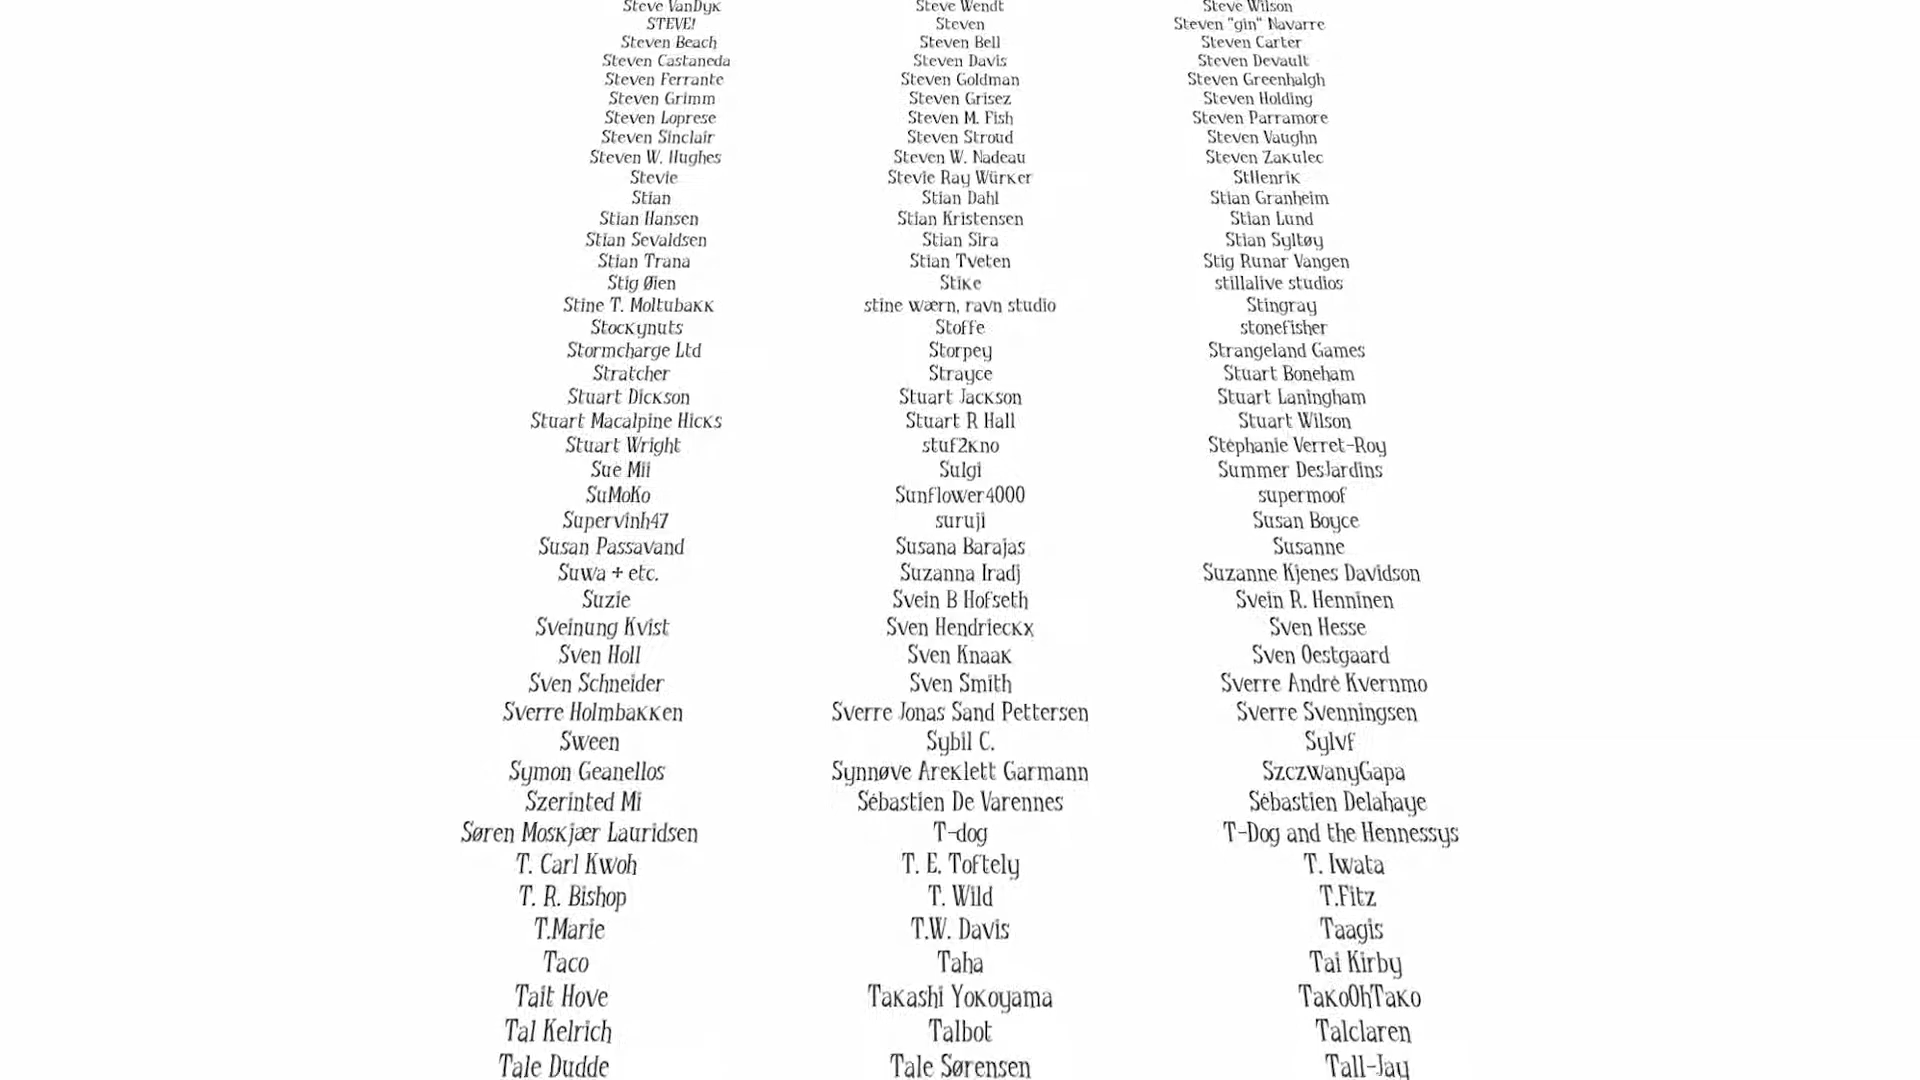 Steve VanDyk Steve Wendt Steve Wilson
STEVE! Steven Steven "gin" Navarre
Steven Beach Steven Bell Steven Carter
Steven Castaneda Steven Davis Steven Devault
Steven Ferrante Steven Goldman Steven Greenhalgh
Steven Grimm Steven Grisez Steven Holding
Steven Loprese Steven M. Fish Steven Parramore
Steven Sinclair Steven Stroud Steven Vaughn
Steven W. Hughes Steven W. Nadeau Steven Zakulec
Stevie Stevie Ray Würker StHenrik
Stian Stian Dahl Stian Granheim
Stian Hansen Stian Kristensen Stian Lund
Stian Sevaldsen Stian Sira Stian Syltøy
Stian Trana Stian Tveten Stig Runar Vangen
Stig Øien Stike stillalive studios
Stine T. Moltubakk stine wærn, ravn studio Stingray
Stockynuts Stoffe stonefisher
Stormcharge Ltd Storpey Strangeland Games
Stratcher Strayce Stuart Boneham
Stuart Dickson Stuart Jackson Stuart Laningham
Stuart Macalpine Hicks Stuart R Hall Stuart Wilson
Stuart Wright stuf2kno Stéphanie Verret-Roy
Sue Mii Sulgi Summer DesJardins
SuMoKo Sunflower4000 supermoof
Supervinh47 suruji Susan Boyce
Susan Passavand Susana Barajas Susanne
Suwa + etc. Suzanna Iradj Suzanne Kjenes Davidson
Suzie Svein B Hofseth Svein R. Henninen
Sveinung Kvist Sven Hendrieckx Sven Hesse
Sven Holl Sven Knaak Sven Oestgaard
Sven Schneider Sven Smith Sverre André Kvernmo
Sverre Holmbakken Sverre Jonas Sand Pettersen Sverre Svenningsen
Sween Sybil C. Sylvf
Symon Geanellos Synnøve Areklett Garmann SzczwanyGapa
Szerinted Mi Sébastien De Varennes Sébastien Delahaye
Søren Moskjær Lauridsen T-dog T-Dog and the Hennessys
T. Carl Kwoh T. E. Toftely T. Iwata
T. R. Bishop T. Wild T.Fitz
T.Marie T.W. Davis Taagis
Taco Taha Tai Kirby
Tait Hove Takashi Yokoyama TakoOhTako
Tal Kelrich Talbot Talclaren
Tale Dudde Tale Sørensen Tall-Jay